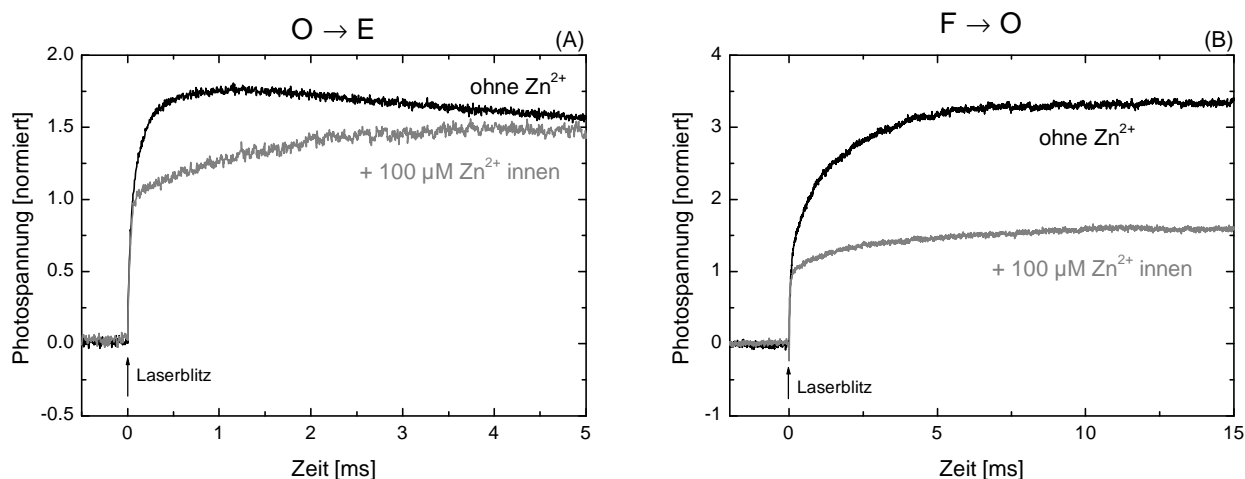 O → E
(A)
2.0
1.5
1.0
0.5
0.0
-0.5
Photospannung [normiert]
ohne Zn²⁺
+ 100 µM Zn²⁺ innen
Laserblitz
0 1 2 3 4 5
Zeit [ms]
F → O
(B)
4
3
2
1
0
-1
Photospannung [normiert]
ohne Zn²⁺
+ 100 µM Zn²⁺ innen
Laserblitz
0 5 10 15
Zeit [ms]